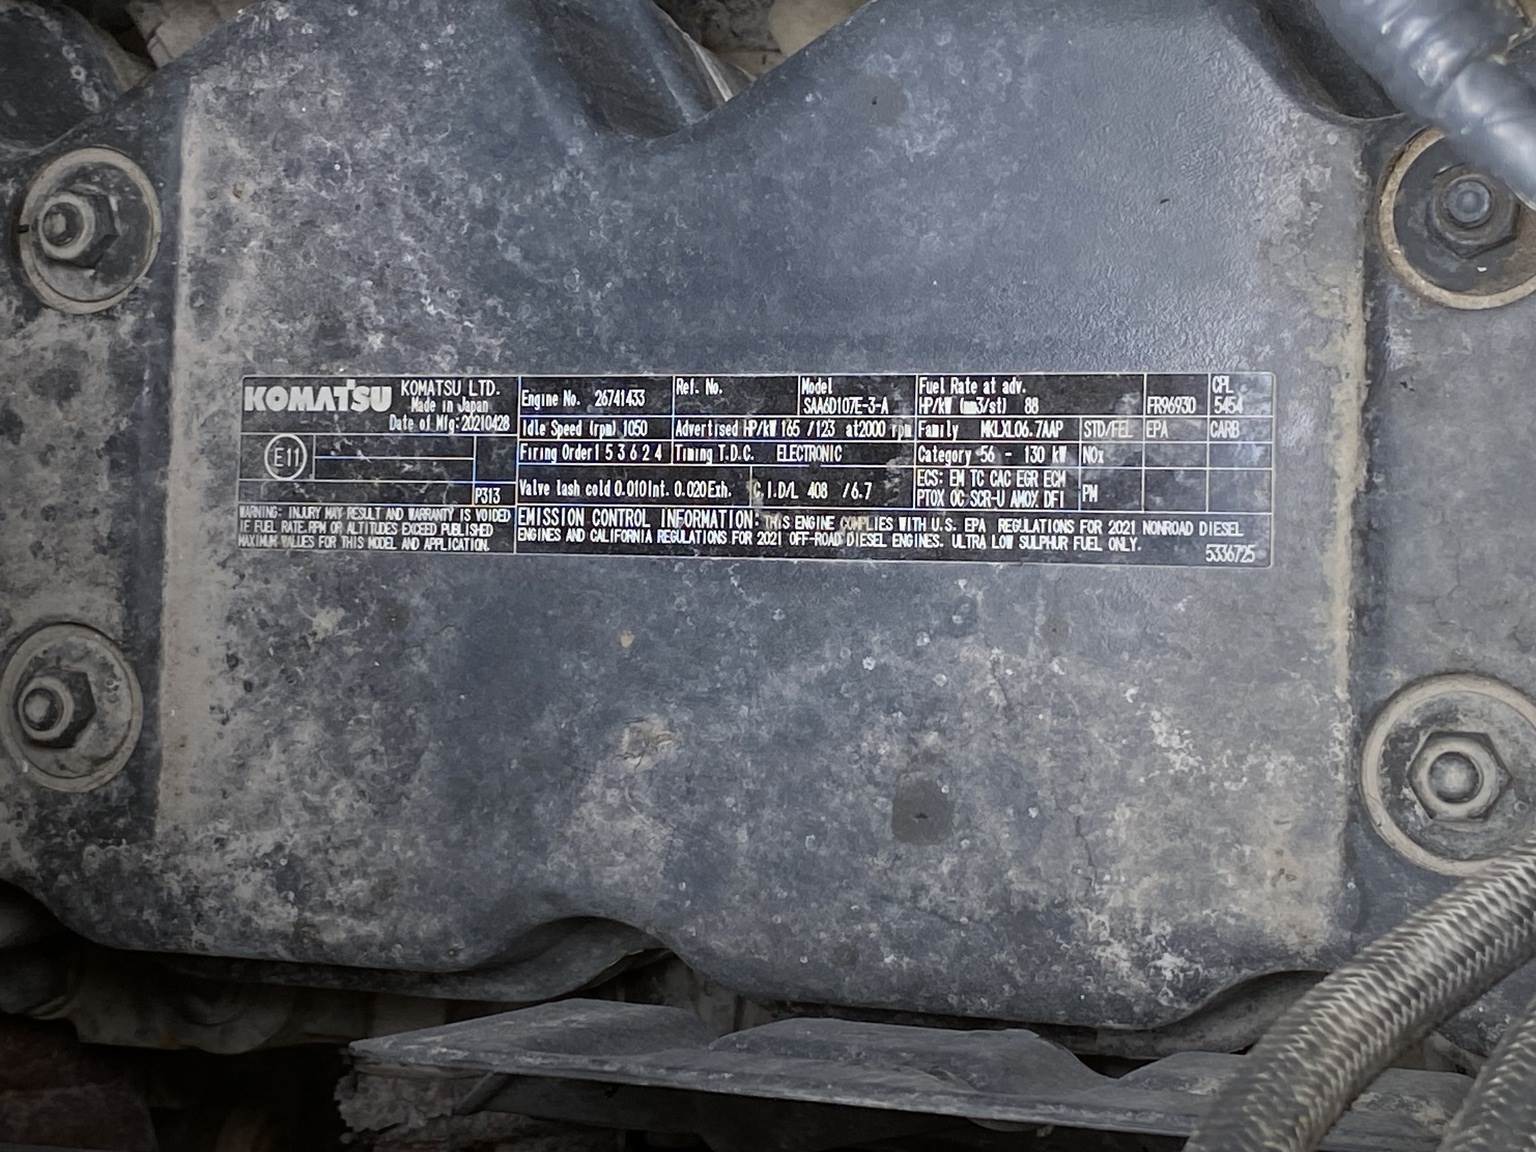 KOMATSU KOMATSU LTD.
Made in Japan
Date of Mfg:20210428
E11
P313
WARNING: INJURY MAY RESULT AND WARRANTY IS VOIDED
IF FUEL RATE.RPM OR ALTITUDES EXCEED PUBLISHED
MAXIMUM VALUES FOR THIS MODEL AND APPLICATION.
Engine No. 26741433
Ref. No.
Model
SAA6D107E-3-A
Fuel Rate at adv.
HP/kW (mm3/st) 88
FR96930
CPL
5454
Idle Speed (rpm) 1050
Advertised HP/kW 165 /123 at2000 rpm
Family MKLXL06.7AAP
STD/FEL
EPA
CARB
Firing Order1 5 3 6 2 4
Timing T.D.C. ELECTRONIC
Category 56 - 130 kW
NOx
Valve lash cold 0.010Int. 0.020Exh.
C.I.D/L 408 /6.7
ECS: EM TC CAC EGR ECM
PTOX OC SCR-U AMOX DFI
PM
EMISSION CONTROL INFORMATION: THIS ENGINE COMPLIES WITH U.S. EPA REGULATIONS FOR 2021 NONROAD DIESEL
ENGINES AND CALIFORNIA REGULATIONS FOR 2021 OFF-ROAD DIESEL ENGINES. ULTRA LOW SULPHUR FUEL ONLY.
5336725